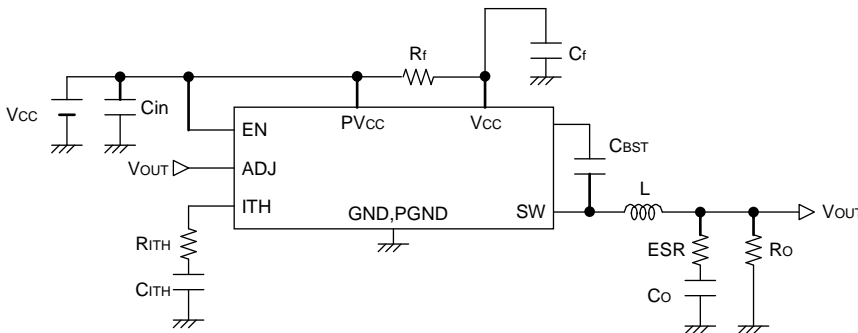 Rf
Cf
VCC
Cin
EN
PVCC
VCC
CBST
VOUT
ADJ
L
ITH
GND,PGND
SW
VOUT
RITH
ESR
RO
CITH
CO